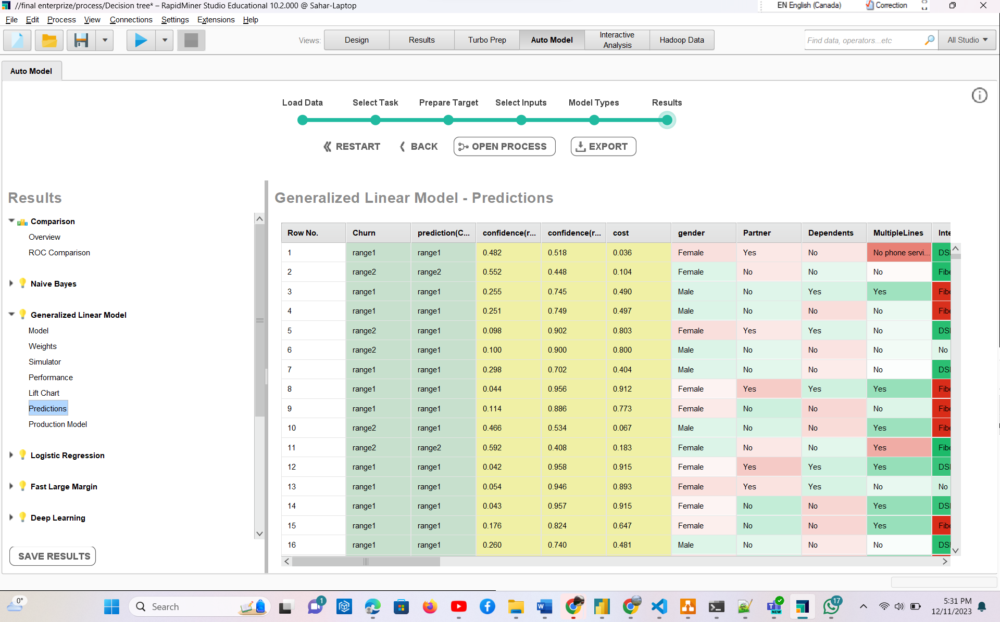 //final enterprize/process/Decision tree* – RapidMiner Studio Educational 10.2.000 @ Sahar-Laptop
EN English (Canada) Correction
File Edit Process View Connections Settings Extensions Help
Views: Design Results Turbo Prep Auto Model Interactive Analysis Hadoop Data
Find data, operators...etc All Studio
Auto Model
Load Data Select Task Prepare Target Select Inputs Model Types Results
RESTART BACK OPEN PROCESS EXPORT
Results
Comparison
Overview
ROC Comparison
Naive Bayes
Generalized Linear Model
Model
Weights
Simulator
Performance
Lift Chart
Predictions
Production Model
Logistic Regression
Fast Large Margin
Deep Learning
SAVE RESULTS
Generalized Linear Model - Predictions
Row No. Churn prediction(C... confidence(r... confidence(r... cost gender Partner Dependents MultipleLines Inte
1 range1 range1 0.482 0.518 0.036 Female Yes No No phone servi... DSL
2 range2 range2 0.552 0.448 0.104 Female No No No Fibe
3 range1 range1 0.255 0.745 0.490 Male No Yes Yes Fibe
4 range1 range1 0.251 0.749 0.497 Male No No No Fibe
5 range2 range1 0.098 0.902 0.803 Female Yes Yes No DSL
6 range2 range1 0.100 0.900 0.800 Male No No No No
7 range1 range1 0.298 0.702 0.404 Male No No No DSL
8 range1 range1 0.044 0.956 0.912 Female Yes Yes Yes Fibe
9 range1 range1 0.114 0.886 0.773 Female No No No Fibe
10 range2 range1 0.466 0.534 0.067 Male No No Yes Fibe
11 range2 range2 0.592 0.408 0.183 Female No No Yes Fibe
12 range1 range1 0.042 0.958 0.915 Female Yes Yes Yes DSL
13 range1 range1 0.054 0.946 0.893 Female Yes Yes No No
14 range1 range1 0.043 0.957 0.915 Female No No Yes DSL
15 range1 range1 0.176 0.824 0.647 Female No No Yes Fibe
16 range1 range1 0.260 0.740 0.481 Male No No No DSL
0° Search 1 NEW 17 5:31 PM
12/11/2023